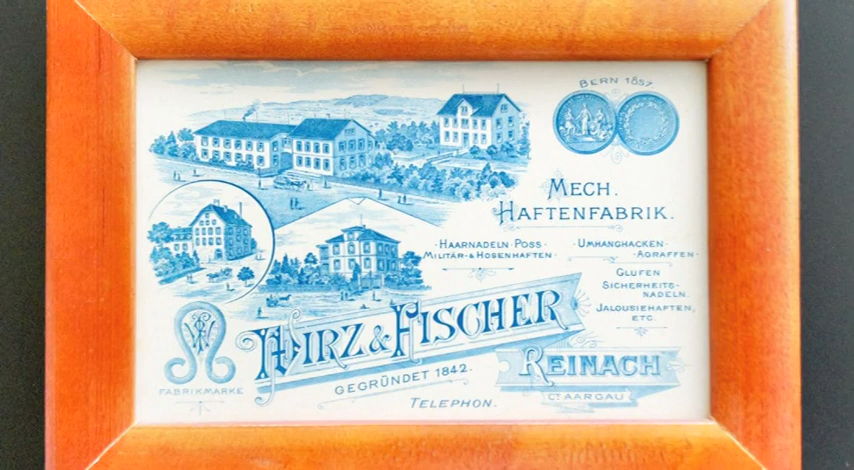 BERN 1857
MECH.
HAFTENFABRIK.
· HAARNADELN · POSS ·
MILITÄR- & HOSENHAFTEN ·
· UMHANGHACKEN ·
· AGRAFFEN ·
GLUFEN
SICHERHEITS-
NADELN.
JALOUSIEHAFTEN,
ETC.
WIRZ & FISCHER
GEGRÜNDET 1842.
TELEPHON.
REINACH
CT. AARGAU
FABRIKMARKE